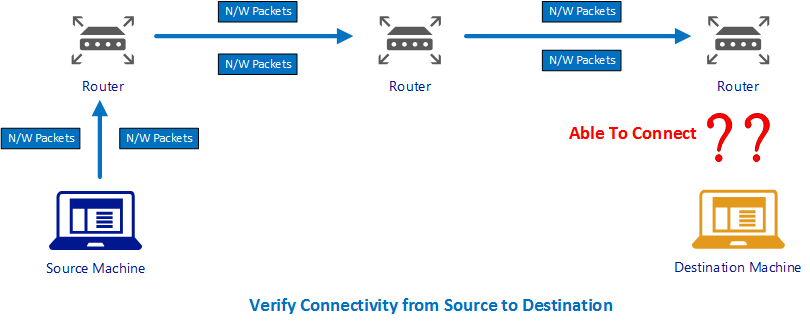 N/W Packets
N/W Packets
N/W Packets
N/W Packets
Router
Router
Router
N/W Packets
N/W Packets
Able To Connect ??
Source Machine
Destination Machine
Verify Connectivity from Source to Destination